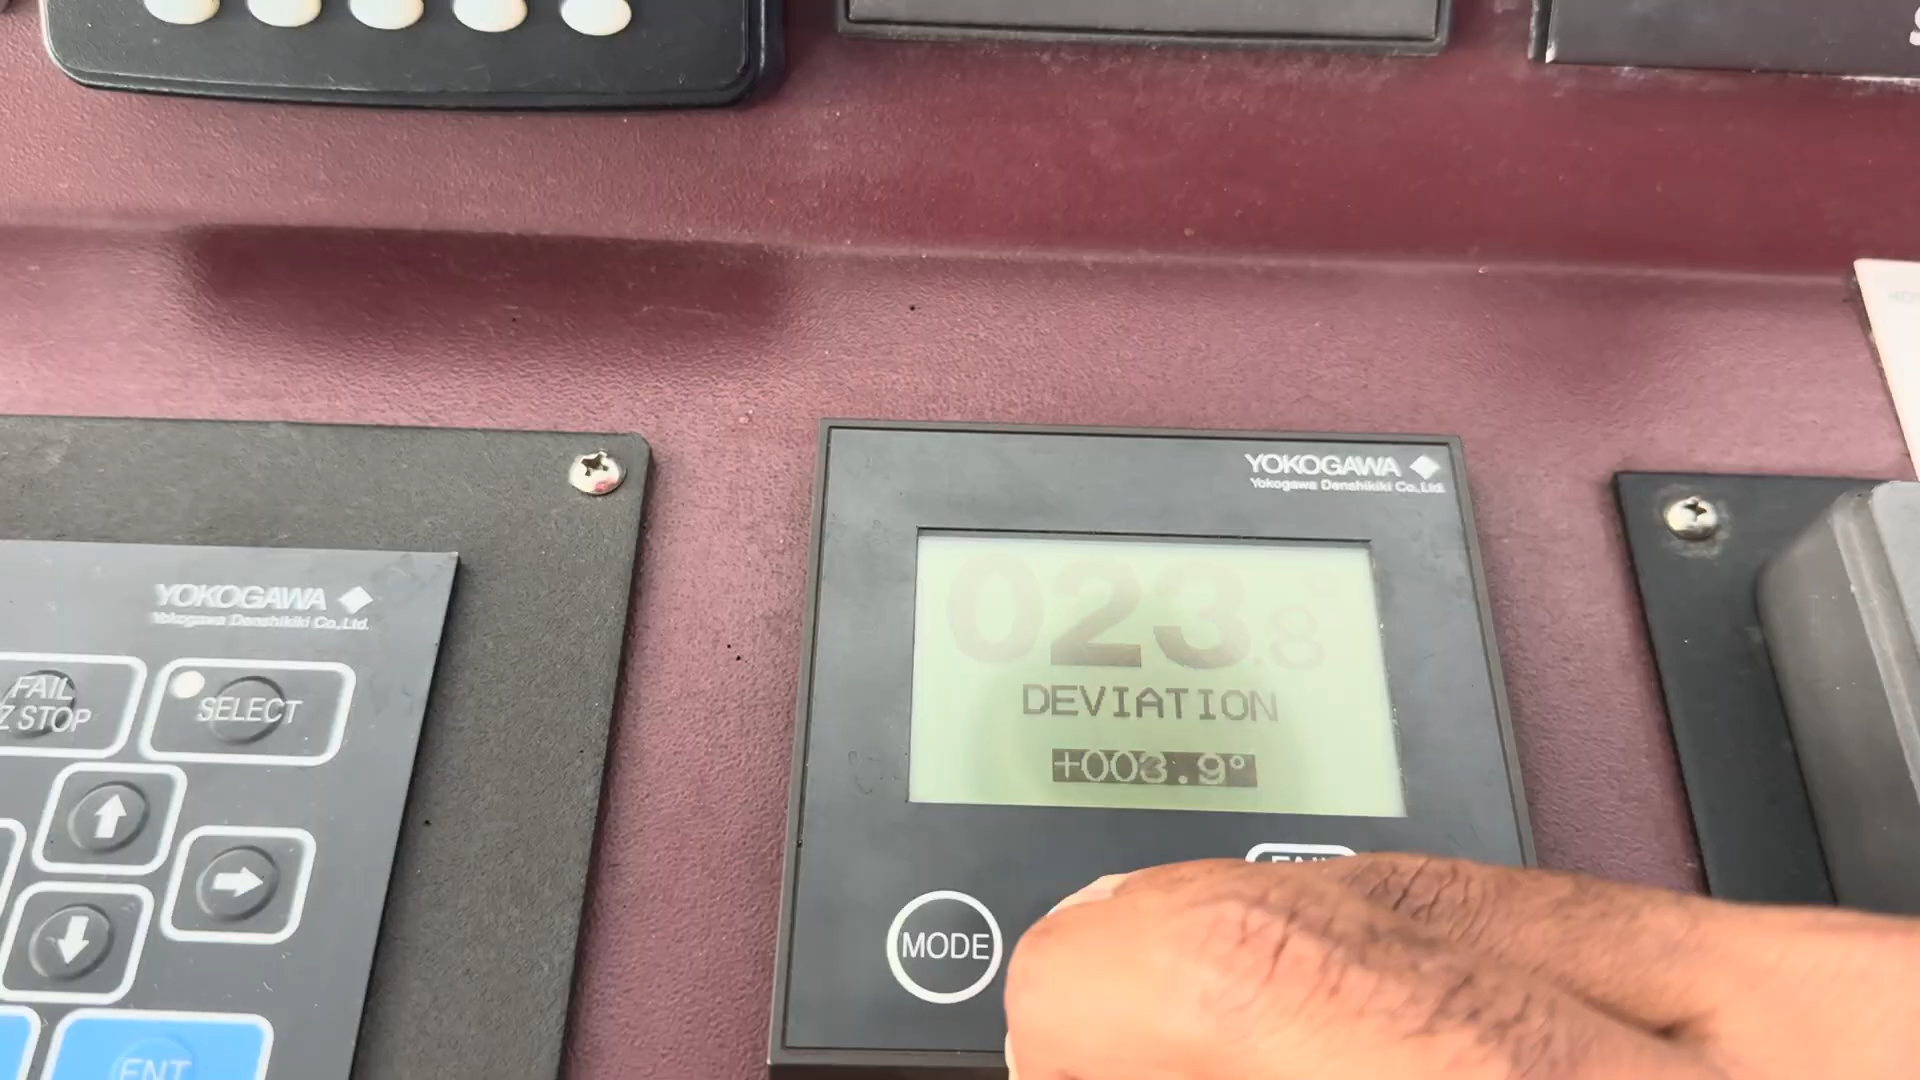 YOKOGAWA
Yokogawa Denshikiki Co.,Ltd.
023.8°
DEVIATION
+003.9°
MODE
YOKOGAWA
Yokogawa Denshikiki Co.,Ltd.
FAIL
Z STOP
SELECT
ENT